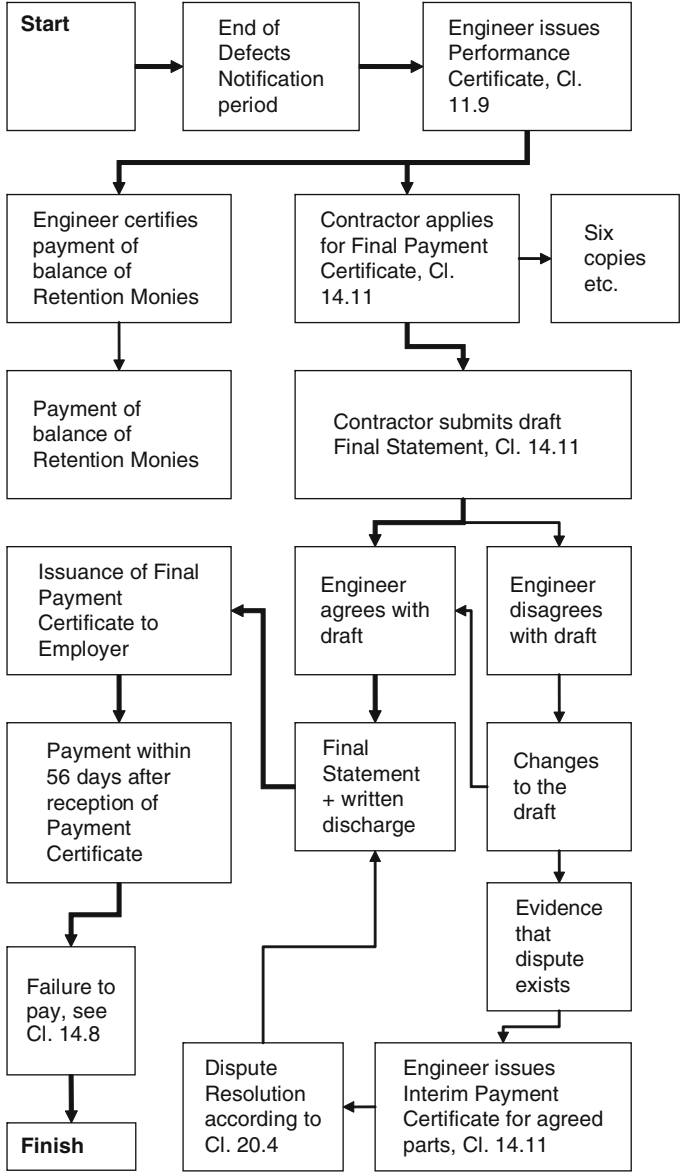 Start
End of
Defects
Notification
period
Engineer issues
Performance
Certificate, Cl.
11.9
Engineer certifies
payment of
balance of
Retention Monies
Contractor applies
for Final Payment
Certificate, Cl.
14.11
Six
copies
etc.
Payment of
balance of
Retention Monies
Contractor submits draft
Final Statement, Cl. 14.11
Issuance of Final
Payment
Certificate to
Employer
Engineer
agrees with
draft
Engineer
disagrees
with draft
Payment within
56 days after
reception of
Payment
Certificate
Final
Statement
+ written
discharge
Changes
to the
draft
Evidence
that
dispute
exists
Failure to
pay, see
Cl. 14.8
Dispute
Resolution
according to
Cl. 20.4
Engineer issues
Interim Payment
Certificate for agreed
parts, Cl. 14.11
Finish